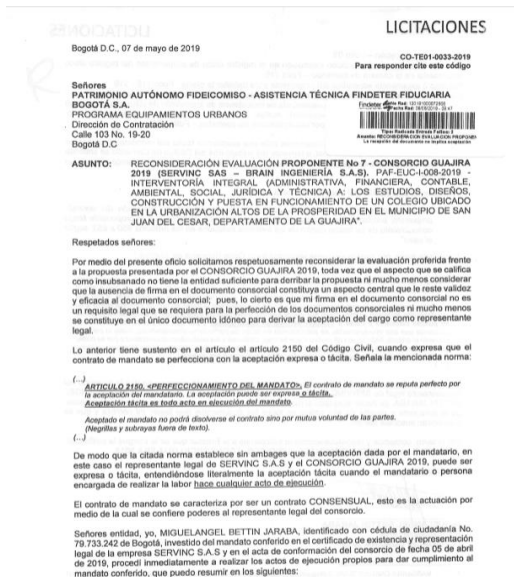 LICITACIONES
Bogotá D.C., 07 de mayo de 2019
CO-TE01-0033-2019
Para responder cite este código
Señores
PATRIMONIO AUTÓNOMO FIDEICOMISO - ASISTENCIA TÉCNICA FINDETER FIDUCIARIA
BOGOTÁ S.A.
PROGRAMA EQUIPAMIENTOS URBANOS
Dirección de Contratación
Calle 103 No. 19-20
Bogotá D.C
Findeter
ASUNTO: RECONSIDERACIÓN EVALUACIÓN PROPONENTE No 7 - CONSORCIO GUAJIRA
2019 (SERVINC SAS – BRAIN INGENIERÍA S.A.S). PAF-EUC-I-008-2019 -
INTERVENTORÍA INTEGRAL (ADMINISTRATIVA, FINANCIERA, CONTABLE,
AMBIENTAL, SOCIAL, JURÍDICA Y TÉCNICA) A: LOS ESTUDIOS, DISEÑOS,
CONSTRUCCIÓN Y PUESTA EN FUNCIONAMIENTO DE UN COLEGIO UBICADO
EN LA URBANIZACIÓN ALTOS DE LA PROSPERIDAD EN EL MUNICIPIO DE SAN
JUAN DEL CESAR, DEPARTAMENTO DE LA GUAJIRA".
Respetados señores:
Por medio del presente oficio solicitamos respetuosamente reconsiderar la evaluación proferida frente
a la propuesta presentada por el CONSORCIO GUAJIRA 2019, toda vez que el aspecto que se califica
como insubsanado no tiene la entidad suficiente para derribar la propuesta ni mucho menos considerar
que la ausencia de firma en el documento consorcial constituya un aspecto central que le reste validez
y eficacia al documento consorcial; pues, lo cierto es que mi firma en el documento consorcial no es
un requisito legal que se requiera para la perfección de los documentos consorciales ni mucho menos
se constituye en el único documento idóneo para derivar la aceptación del cargo como representante
legal.
Lo anterior tiene sustento en el artículo el artículo 2150 del Código Civil, cuando expresa que el
contrato de mandato se perfecciona con la aceptación expresa o tácita. Señala la mencionada norma:
(...)
ARTICULO 2150. <PERFECCIONAMIENTO DEL MANDATO>. El contrato de mandato se reputa perfecto por
la aceptación del mandatario. La aceptación puede ser expresa o tácita.
Aceptación tácita es todo acto en ejecución del mandato.
Aceptado el mandato no podrá disolverse el contrato sino por mutua voluntad de las partes.
(Negrillas y subrayas fuera de texto).
(...)
De modo que la citada norma establece sin ambages que la aceptación dada por el mandatario, en
este caso el representante legal de SERVINC S.A.S y el CONSORCIO GUAJIRA 2019, puede ser
expresa o tácita, entendiéndose literalmente la aceptación tácita cuando el mandatario o persona
encargada de realizar la labor hace cualquier acto de ejecución.
El contrato de mandato se caracteriza por ser un contrato CONSENSUAL, esto es la actuación por
medio de la cual se confiere poderes al representante legal del consorcio.
Señores entidad, yo, MIGUELANGEL BETTIN JARABA, identificado con cédula de ciudadanía No.
79.733.242 de Bogotá, investido del mandato conferido en el certificado de existencia y representación
legal de la empresa SERVINC S.A.S y en el acta de conformación del consorcio de fecha 05 de abril
de 2019, procedí inmediatamente a realizar los actos de ejecución propios para dar cumplimiento al
mandato conferido, que puedo resumir en los siguientes: